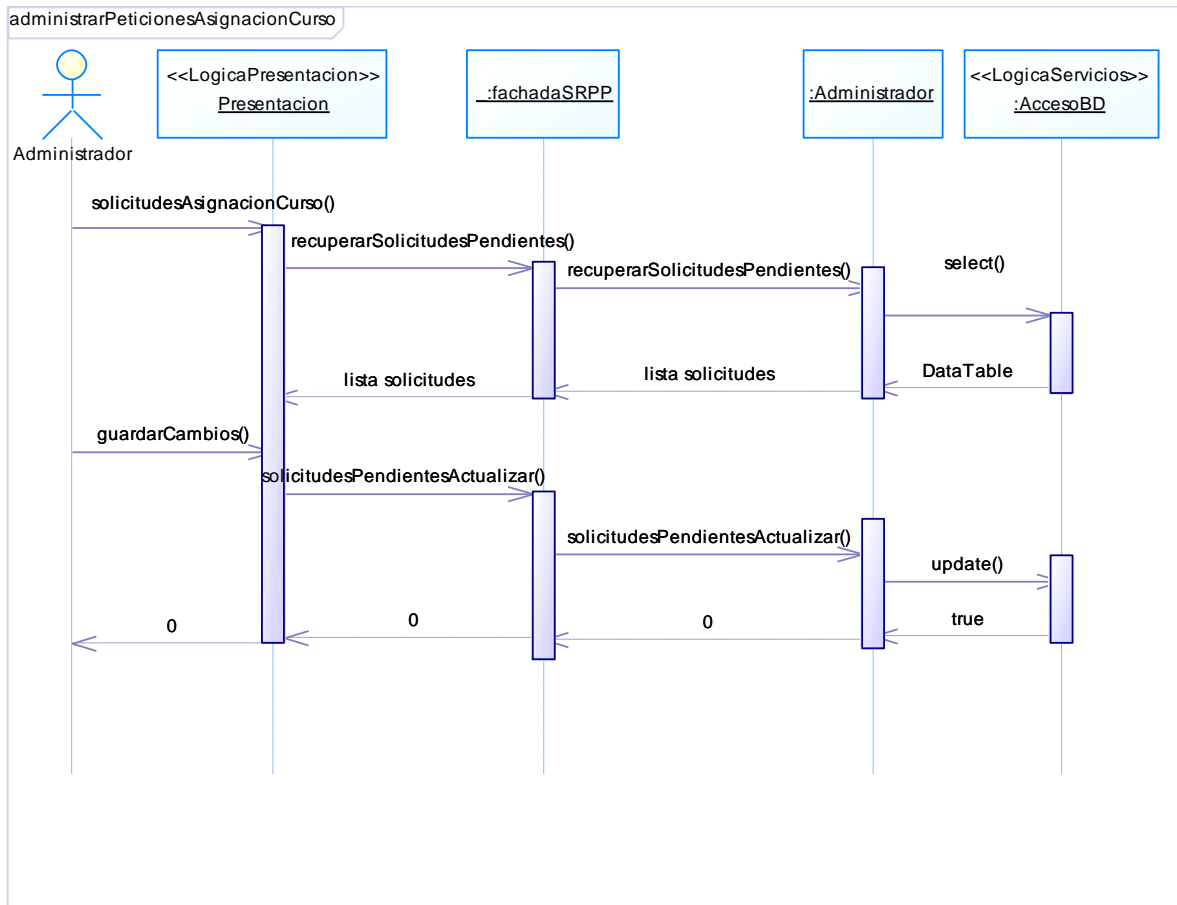 administrarPeticionesAsignacionCurso
<<LogicaPresentacion>>
Presentacion
_:fachadaSRPP
:Administrador
<<LogicaServicios>>
:AccesoBD
Administrador
solicitudesAsignacionCurso()
recuperarSolicitudesPendientes()
recuperarSolicitudesPendientes()
select()
lista solicitudes
lista solicitudes
DataTable
guardarCambios()
solicitudesPendientesActualizar()
solicitudesPendientesActualizar()
update()
0
0
0
true